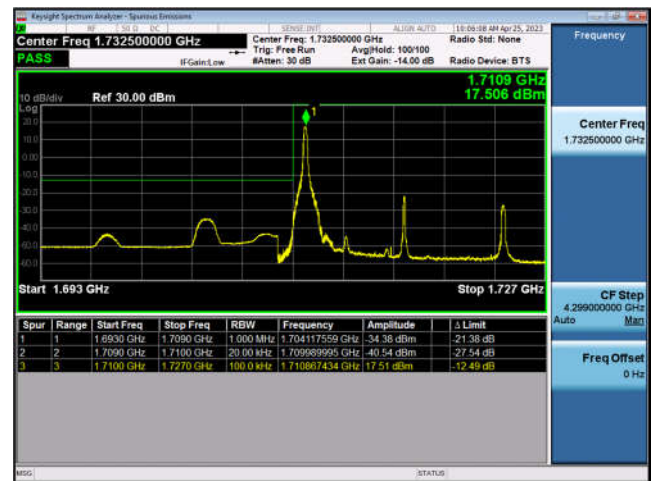 Keysight Spectrum Analyzer - Spurious Emissions
RF 50 Ω DC SENSE:INT ALIGN AUTO 10:06:08 AM Apr 25, 2023
Center Freq 1.732500000 GHz Center Freq: 1.732500000 GHz Radio Std: None
Trig: Free Run Avg|Hold: 100/100
PASS IFGain:Low #Atten: 30 dB Ext Gain: -14.00 dB Radio Device: BTS
Frequency
1.7109 GHz
17.506 dBm
10 dB/div Ref 30.00 dBm
Log
20.0
10.0
0.00
-10.0
-20.0
-30.0
-40.0
-50.0
-60.0
1
Start 1.693 GHz Stop 1.727 GHz
Center Freq
1.732500000 GHz
CF Step
4.299000000 GHz
Auto Man
Freq Offset
0 Hz
Spur Range Start Freq Stop Freq RBW Frequency Amplitude Δ Limit
1 1 1.6930 GHz 1.7090 GHz 1.000 MHz 1.704117559 GHz -34.38 dBm -21.38 dB
2 2 1.7090 GHz 1.7100 GHz 20.00 kHz 1.709989995 GHz -40.54 dBm -27.54 dB
3 3 1.7100 GHz 1.7270 GHz 100.0 kHz 1.710867434 GHz 17.51 dBm -12.49 dB
MSG STATUS